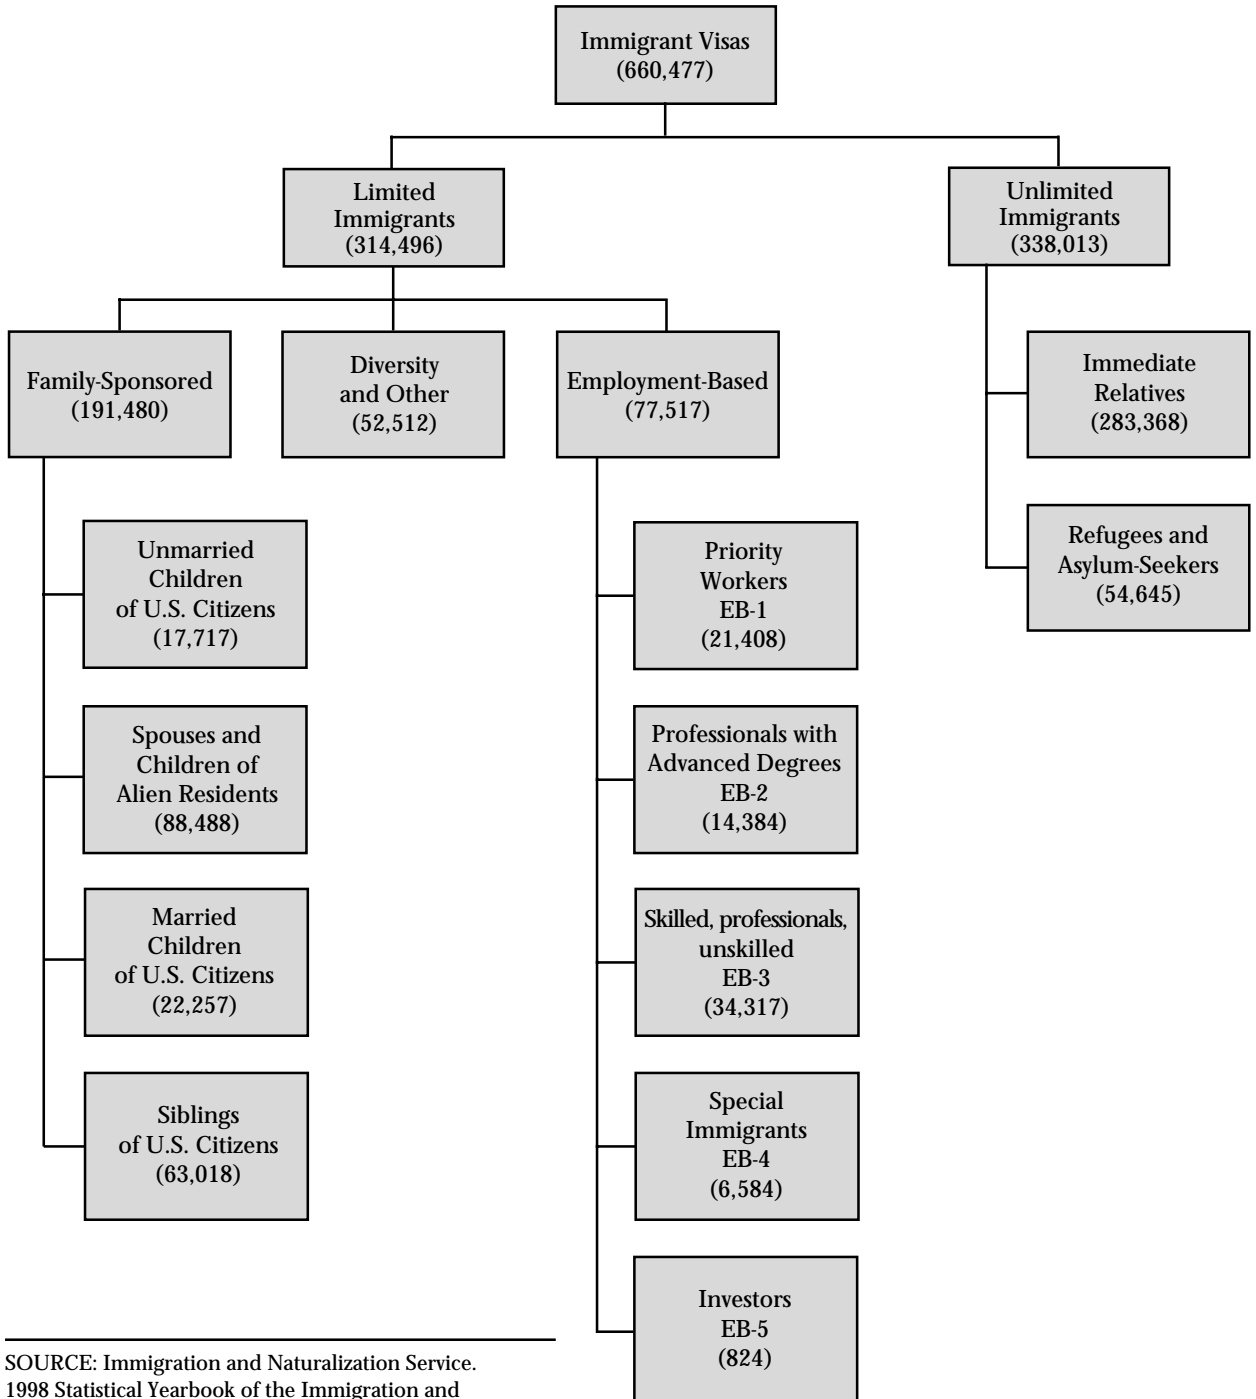 Immigrant Visas
(660,477)
Limited
Immigrants
(314,496)
Unlimited
Immigrants
(338,013)
Family-Sponsored
(191,480)
Diversity
and Other
(52,512)
Employment-Based
(77,517)
Immediate
Relatives
(283,368)
Refugees and
Asylum-Seekers
(54,645)
Unmarried
Children
of U.S. Citizens
(17,717)
Spouses and
Children of
Alien Residents
(88,488)
Married
Children
of U.S. Citizens
(22,257)
Siblings
of U.S. Citizens
(63,018)
Priority
Workers
EB-1
(21,408)
Professionals with
Advanced Degrees
EB-2
(14,384)
Skilled, professionals,
unskilled
EB-3
(34,317)
Special
Immigrants
EB-4
(6,584)
Investors
EB-5
(824)
SOURCE: Immigration and Naturalization Service.
1998 Statistical Yearbook of the Immigration and